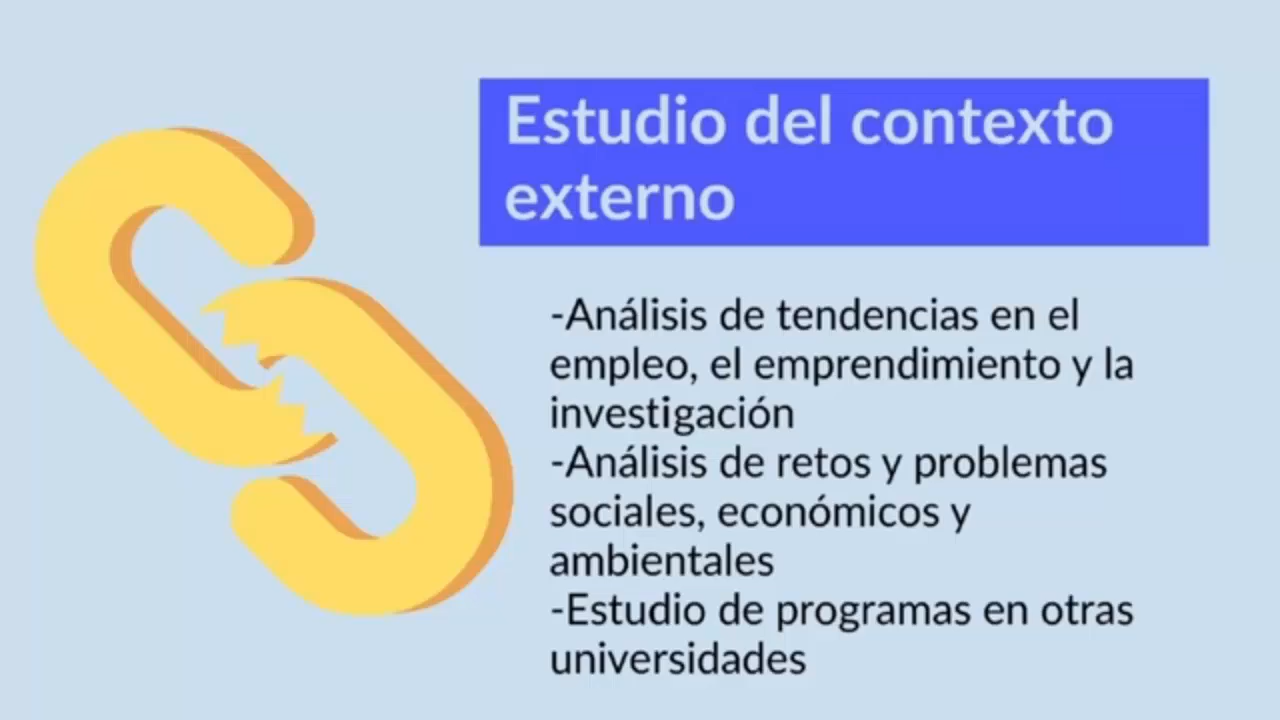 Estudio del contexto
externo
-Análisis de tendencias en el
empleo, el emprendimiento y la
investigación
-Análisis de retos y problemas
sociales, económicos y
ambientales
-Estudio de programas en otras
universidades